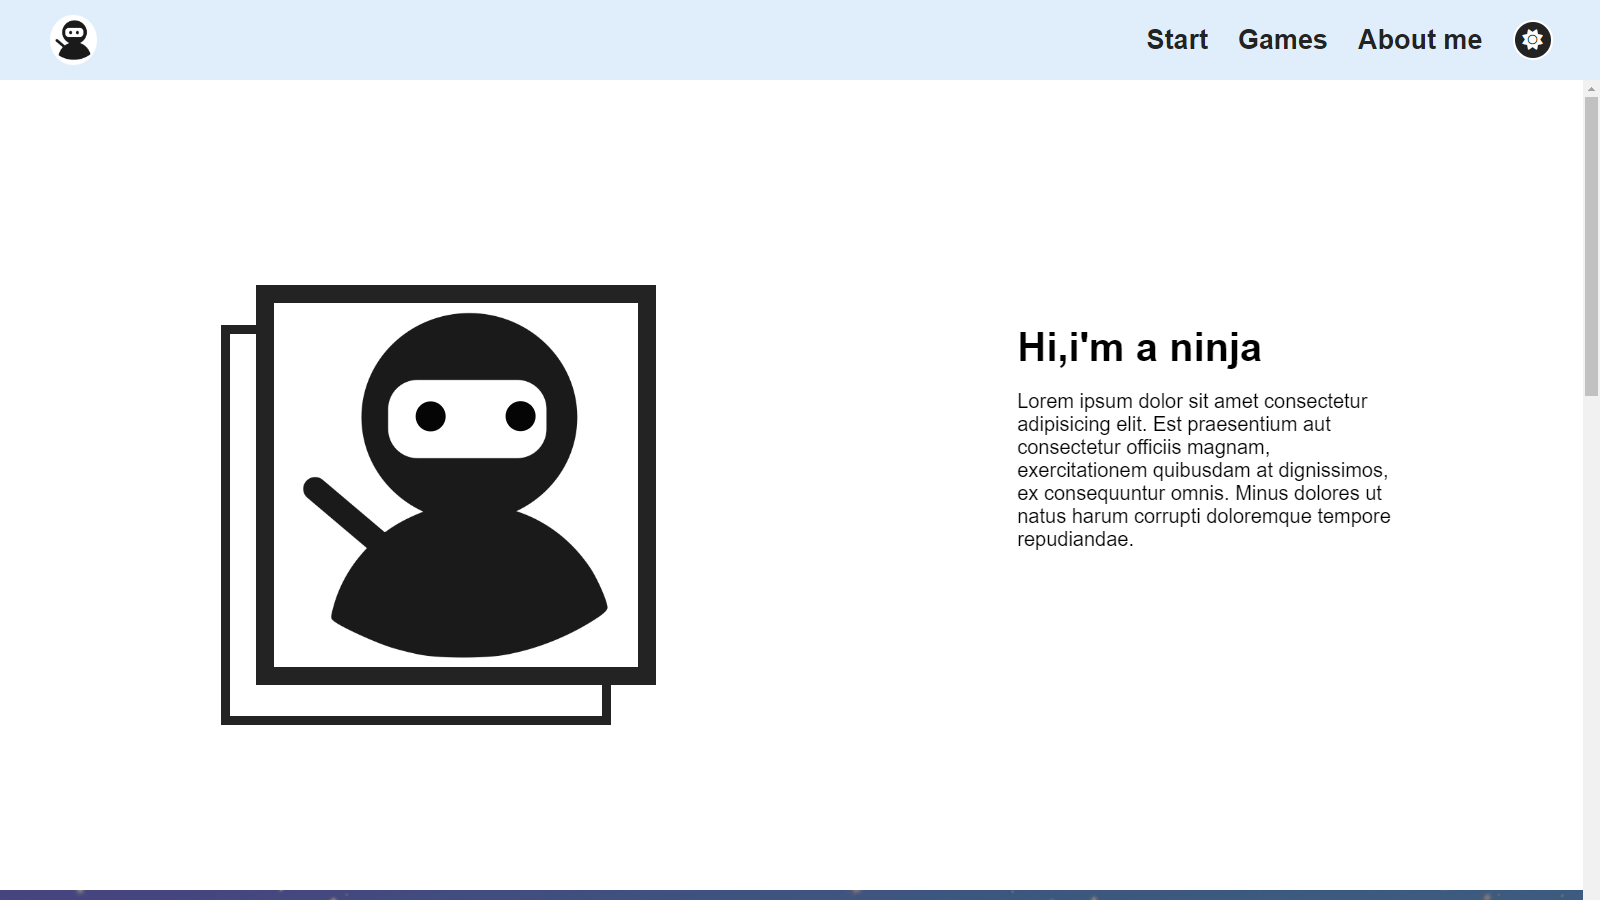 Start Games About me
Hi,i'm a ninja
Lorem ipsum dolor sit amet consectetur
adipisicing elit. Est praesentium aut
consectetur officiis magnam,
exercitationem quibusdam at dignissimos,
ex consequuntur omnis. Minus dolores ut
natus harum corrupti doloremque tempore
repudiandae.